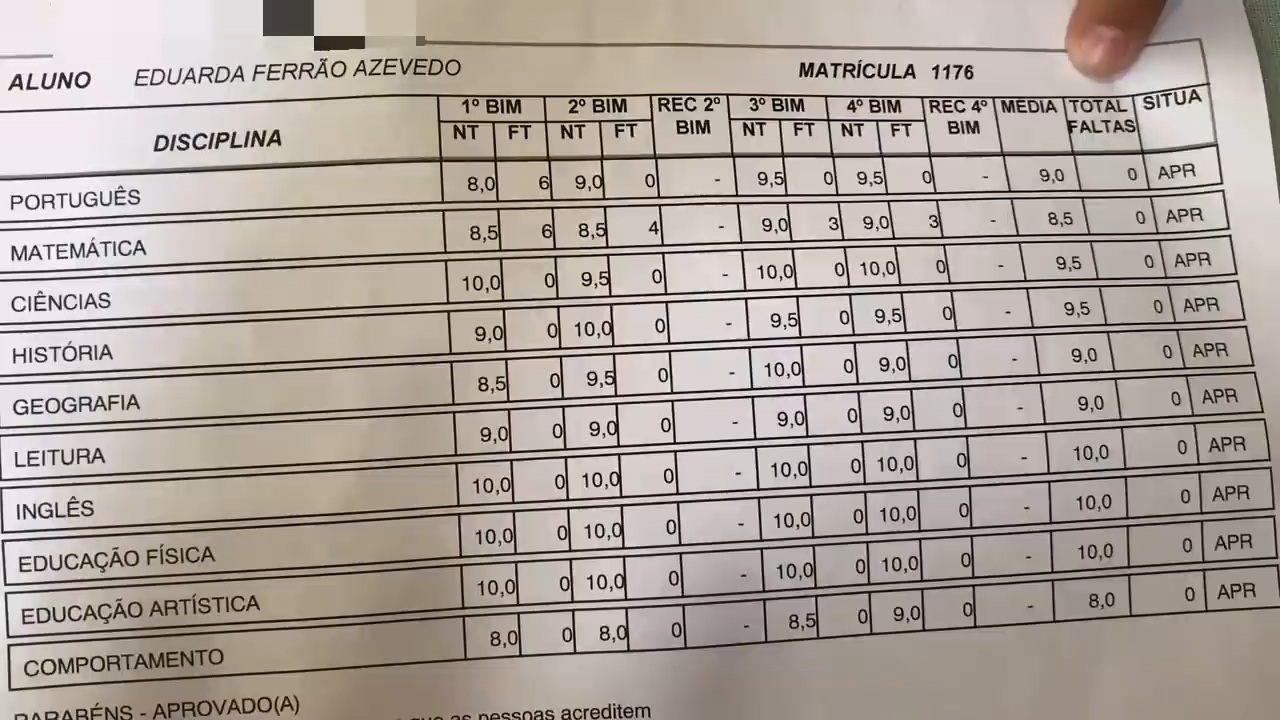 ALUNO EDUARDA FERRÃO AZEVEDO MATRÍCULA 1176
DISCIPLINA 1º BIM 2º BIM REC 2º BIM 3º BIM 4º BIM REC 4º BIM MÉDIA TOTAL FALTAS SITUA
NT FT NT FT NT FT NT FT
PORTUGUÊS 8,0 6 9,0 0 - 9,5 0 9,5 0 - 9,0 0 APR
MATEMÁTICA 8,5 6 8,5 4 - 9,0 3 9,0 3 - 8,5 0 APR
CIÊNCIAS 10,0 0 9,5 0 - 10,0 0 10,0 0 - 9,5 0 APR
HISTÓRIA 9,0 0 10,0 0 - 9,5 0 9,5 0 - 9,5 0 APR
GEOGRAFIA 8,5 0 9,5 0 - 10,0 0 9,0 0 - 9,0 0 APR
LEITURA 9,0 0 9,0 0 - 9,0 0 9,0 0 - 9,0 0 APR
INGLÊS 10,0 0 10,0 0 - 10,0 0 10,0 0 - 10,0 0 APR
EDUCAÇÃO FÍSICA 10,0 0 10,0 0 - 10,0 0 10,0 0 - 10,0 0 APR
EDUCAÇÃO ARTÍSTICA 10,0 0 10,0 0 - 10,0 0 10,0 0 - 10,0 0 APR
COMPORTAMENTO 8,0 0 8,0 0 - 8,5 0 9,0 0 - 8,0 0 APR
PARABÉNS - APROVADO(A)
que as pessoas acreditem